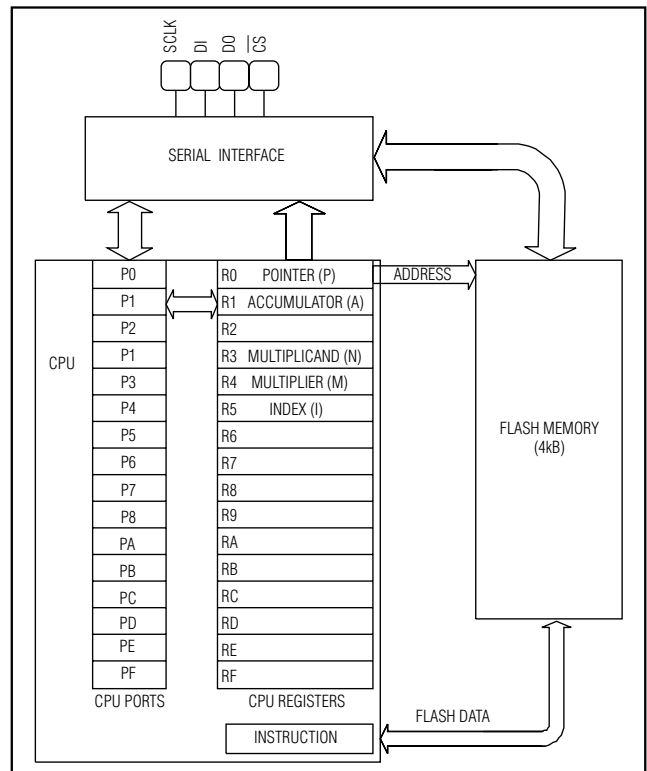 SCLK
DI
DO
CS
SERIAL INTERFACE
CPU
P0
P1
P2
P1
P3
P4
P5
P6
P7
P8
PA
PB
PC
PD
PE
PF
CPU PORTS
R0 POINTER (P)
R1 ACCUMULATOR (A)
R2
R3 MULTIPLICAND (N)
R4 MULTIPLIER (M)
R5 INDEX (I)
R6
R7
R8
R9
RA
RB
RC
RD
RE
RF
CPU REGISTERS
INSTRUCTION
ADDRESS
FLASH MEMORY
(4kB)
FLASH DATA